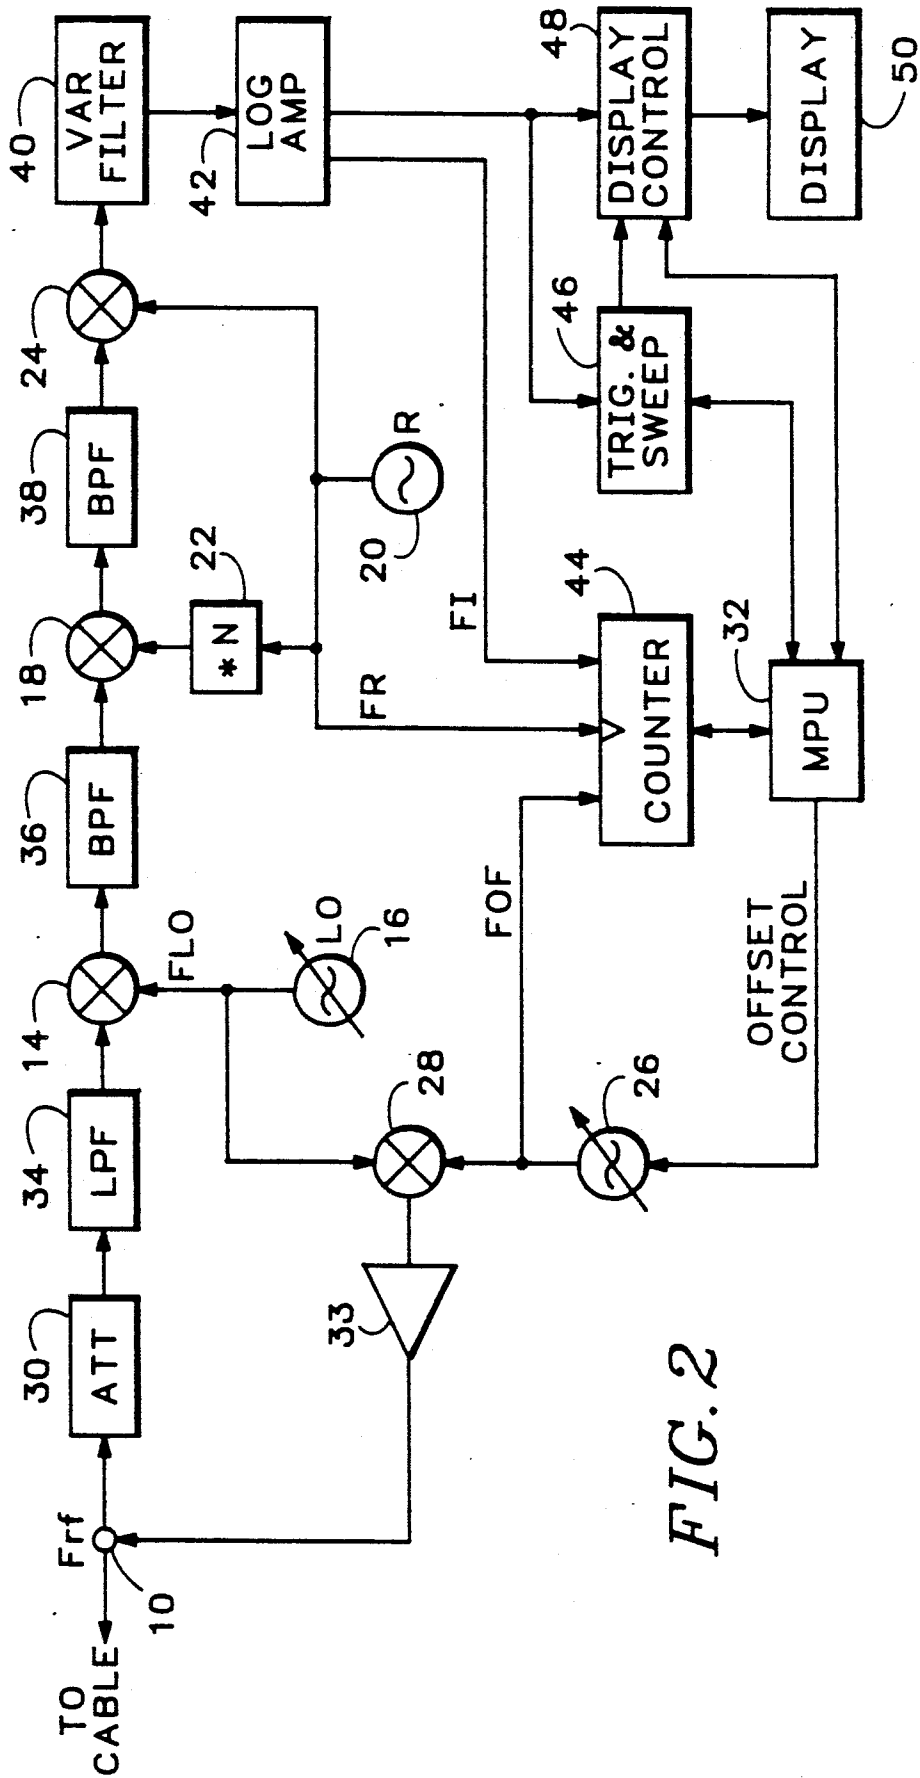 TO
CABLE
Frf
10
30
ATT
34
LPF
14
FLO
LO
16
36
BPF
18
22
* N
38
BPF
24
40
VAR
FILTER
42
LOG
AMP
33
28
26
FOF
FR
FI
20
R
44
COUNTER
46
TRIG. &
SWEEP
48
DISPLAY
CONTROL
DISPLAY
50
32
MPU
OFFSET
CONTROL
FIG. 2